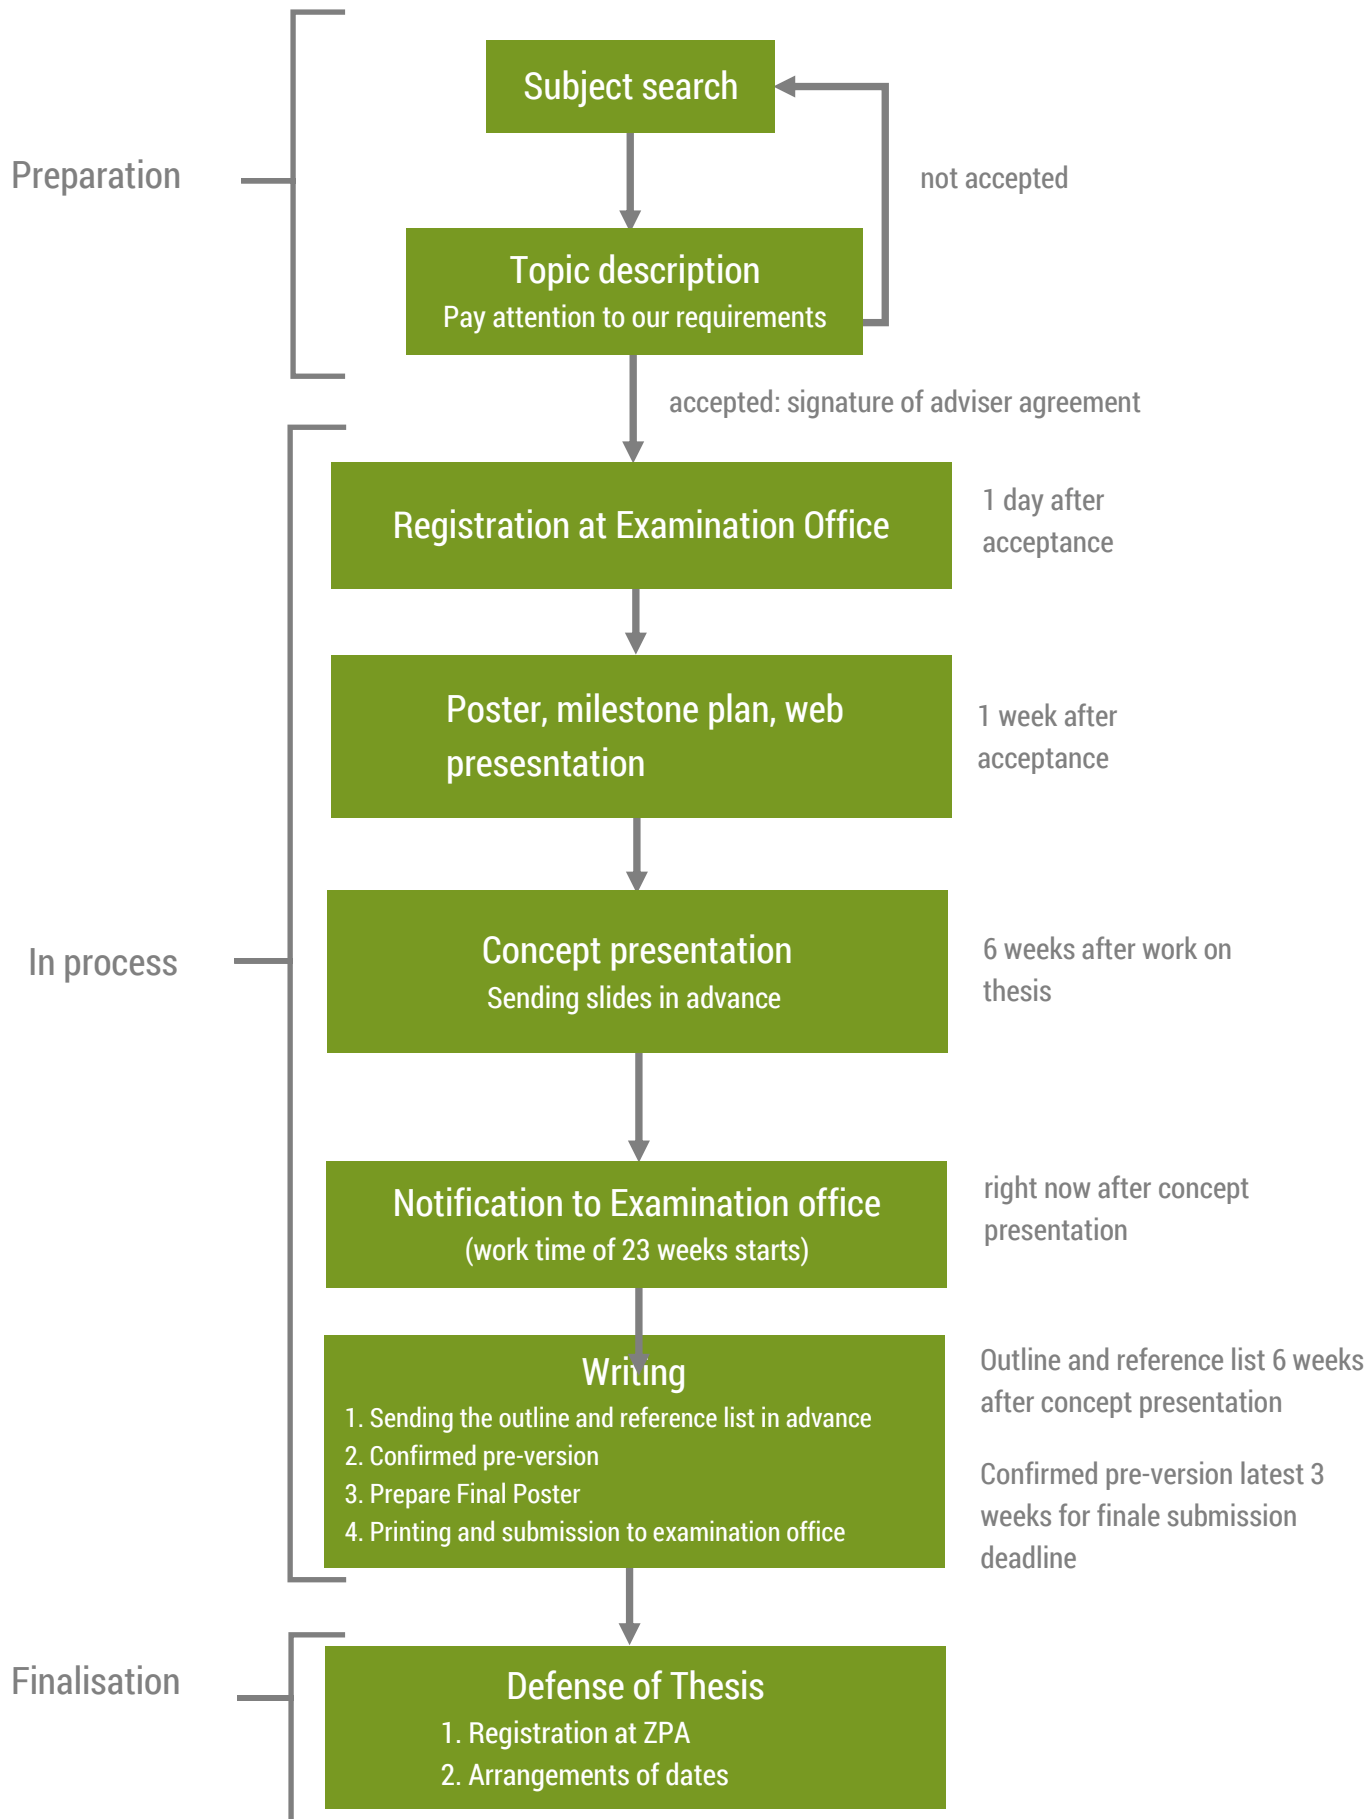 Subject search
Preparation
not accepted
Topic description
Pay attention to our requirements
accepted: signature of adviser agreement
Registration at Examination Office
1 day after
acceptance
Poster, milestone plan, web
presesntation
1 week after
acceptance
In process
Concept presentation
Sending slides in advance
6 weeks after work on
thesis
Notification to Examination office
(work time of 23 weeks starts)
right now after concept
presentation
Writing
1. Sending the outline and reference list in advance
2. Confirmed pre-version
3. Prepare Final Poster
4. Printing and submission to examination office
Outline and reference list 6 weeks
after concept presentation
Confirmed pre-version latest 3
weeks for finale submission
deadline
Finalisation
Defense of Thesis
1. Registration at ZPA
2. Arrangements of dates